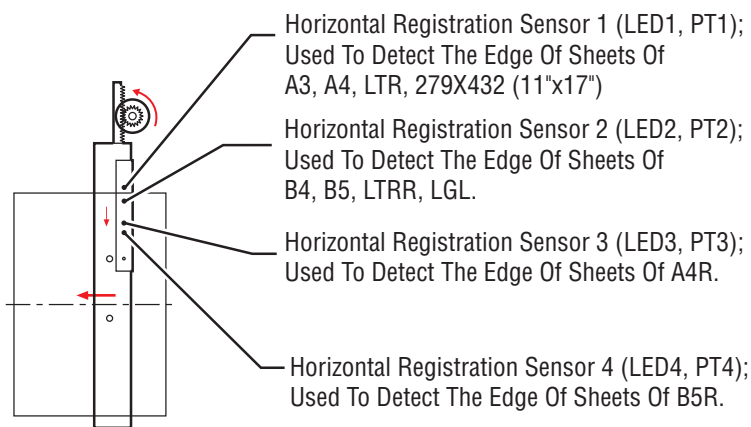 Horizontal Registration Sensor 1 (LED1, PT1);
Used To Detect The Edge Of Sheets Of
A3, A4, LTR, 279X432 (11"x17")
Horizontal Registration Sensor 2 (LED2, PT2);
Used To Detect The Edge Of Sheets Of
B4, B5, LTRR, LGL.
Horizontal Registration Sensor 3 (LED3, PT3);
Used To Detect The Edge Of Sheets Of A4R.
Horizontal Registration Sensor 4 (LED4, PT4);
Used To Detect The Edge Of Sheets Of B5R.